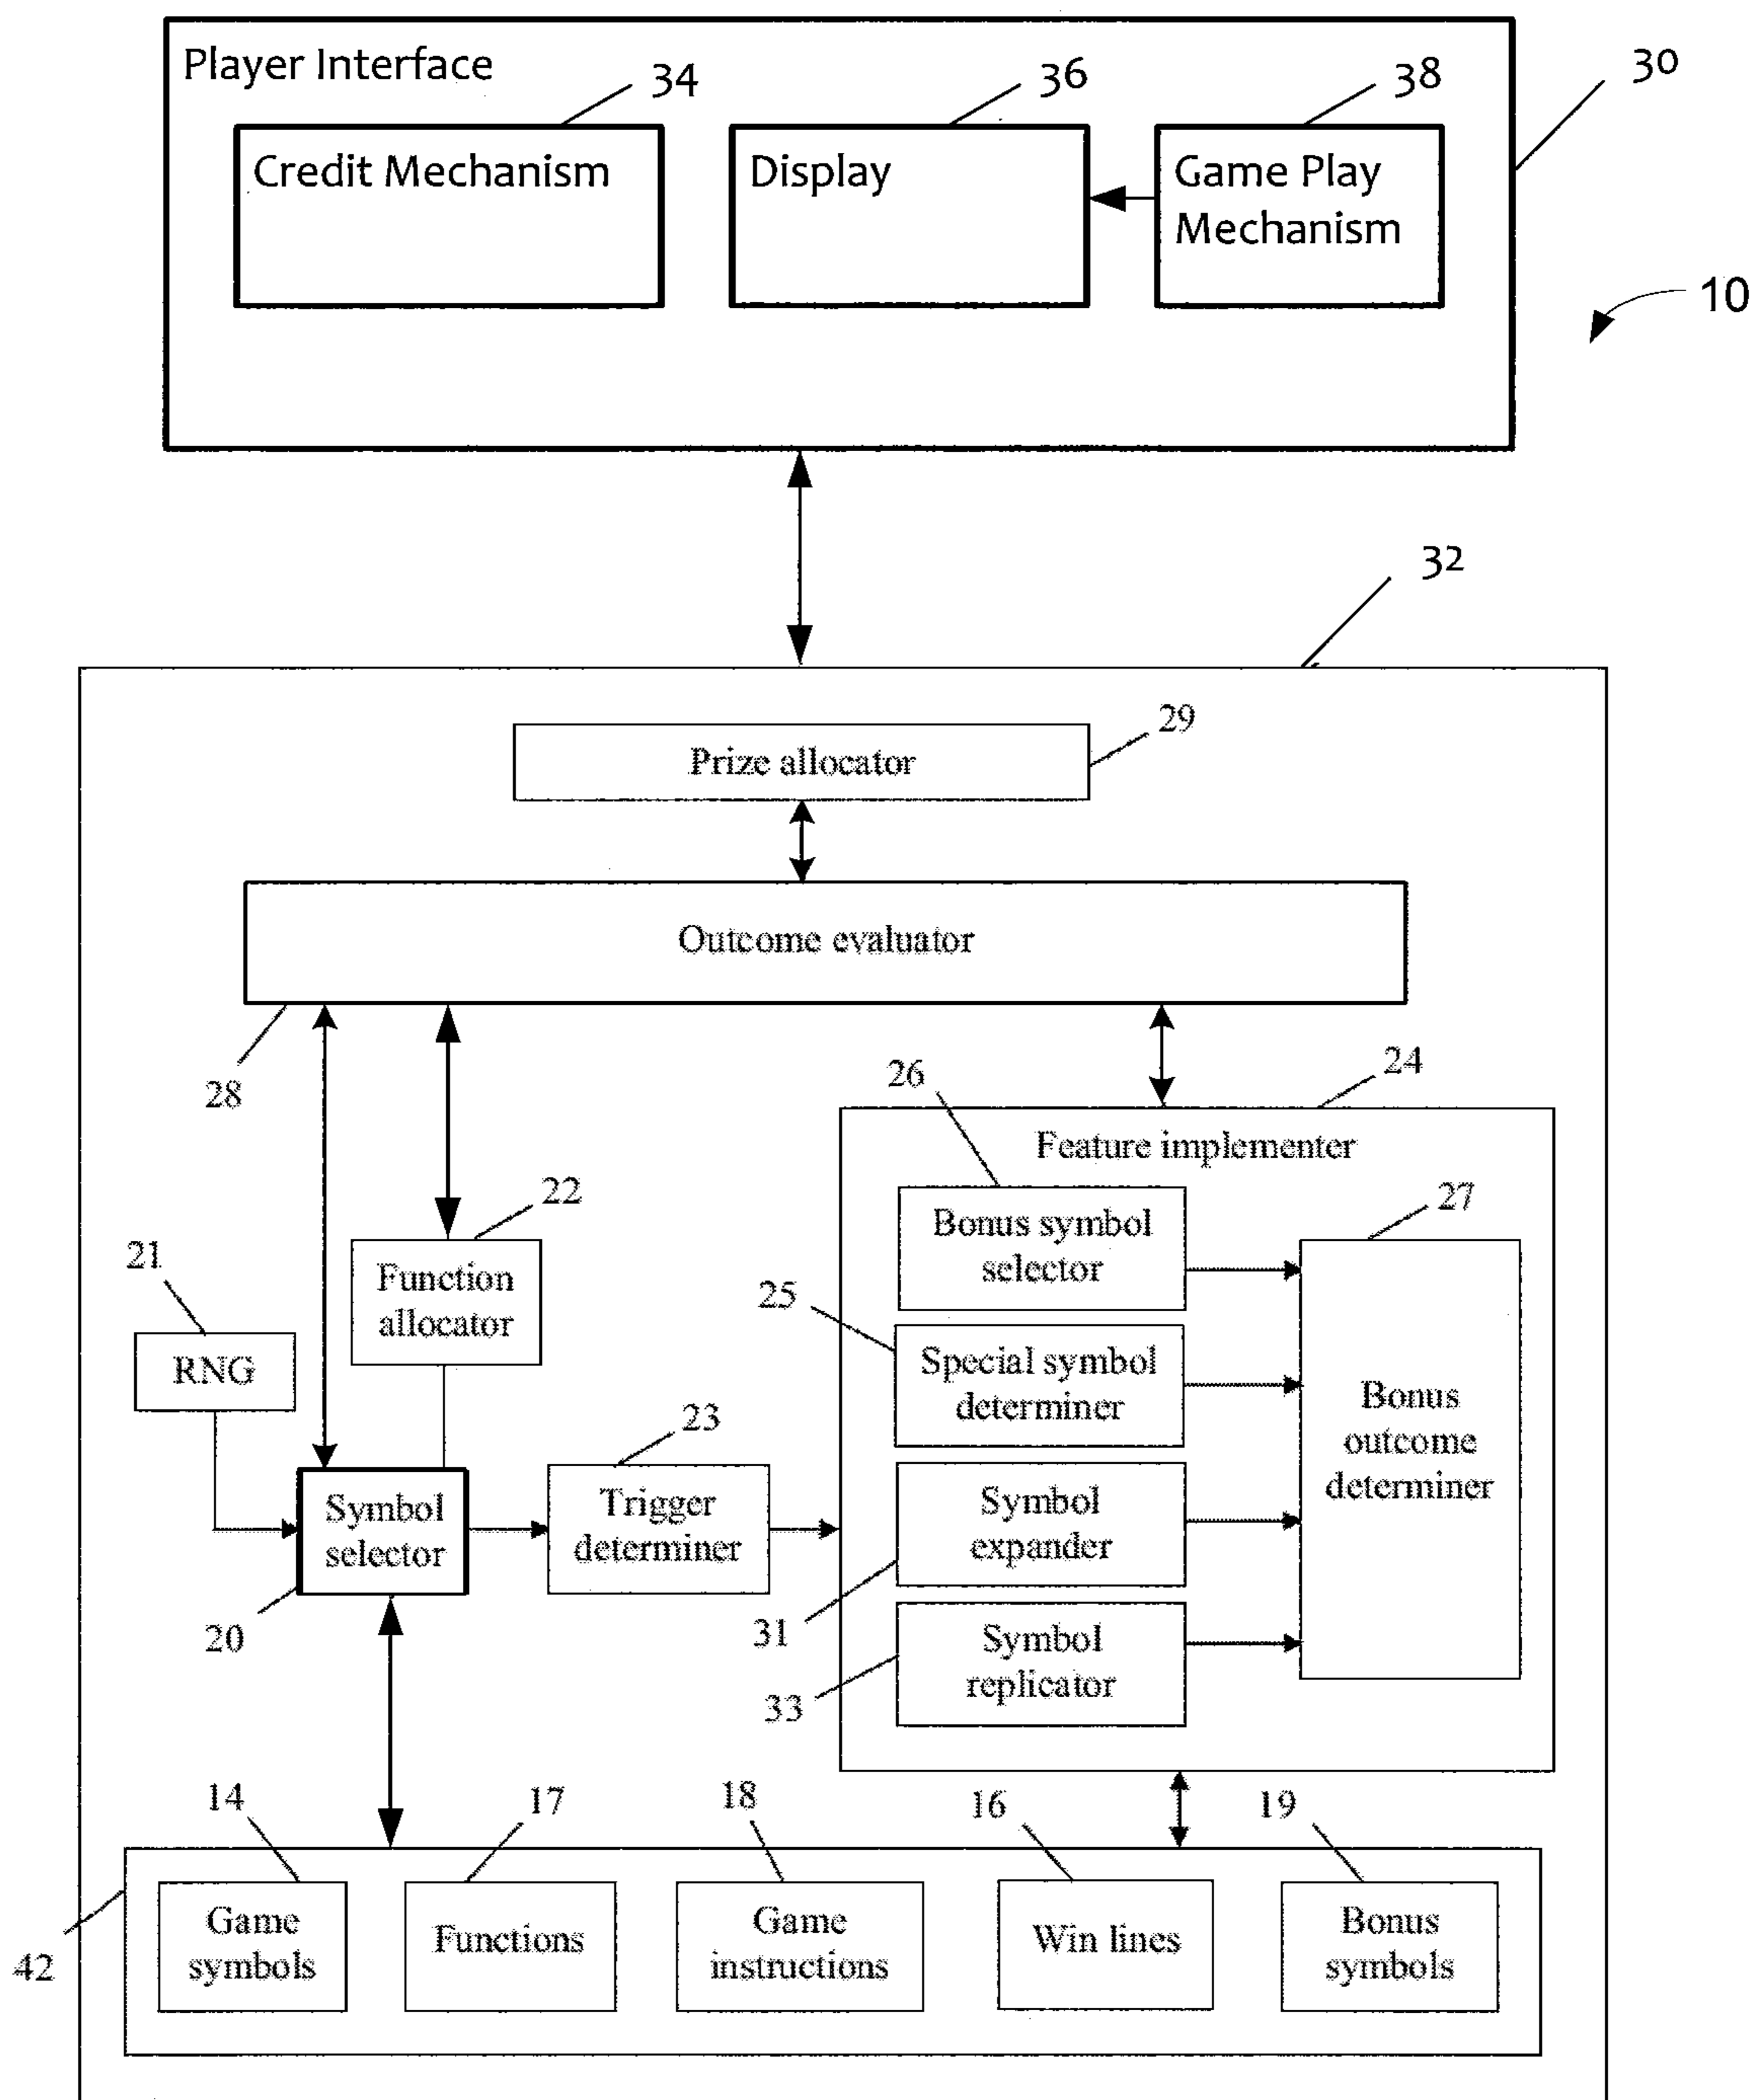 Player Interface
34
36
38
30
Credit Mechanism
Display
Game Play
Mechanism
10
32
29
Prize allocator
Outcome evaluator
28
26
24
Feature implementer
22
27
21
Bonus symbol
selector
Function
allocator
25
RNG
Special symbol
determiner
Bonus
outcome
determiner
23
Symbol
selector
Trigger
determiner
Symbol
expander
20
31
Symbol
replicator
33
14
17
18
16
19
Game
symbols
Functions
Game
instructions
Win lines
Bonus
symbols
42